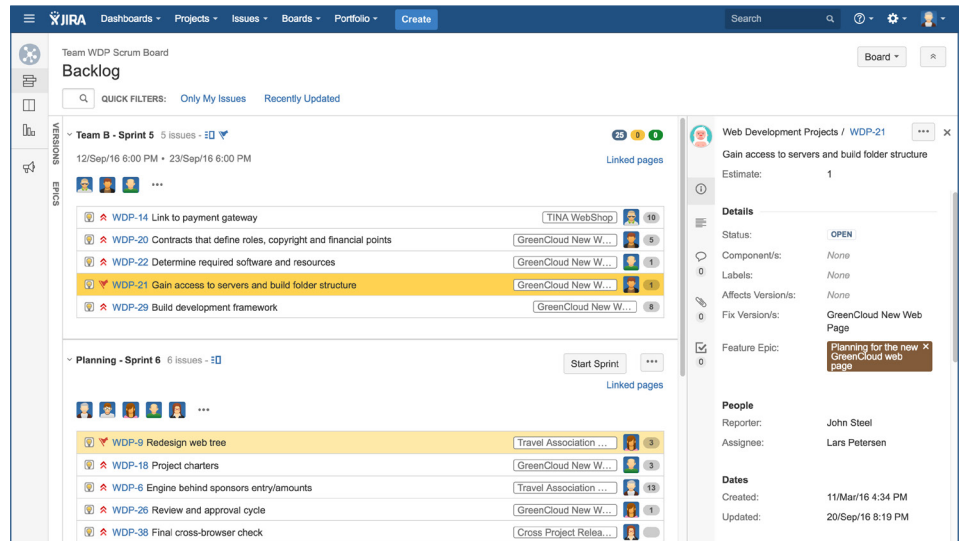 JIRA Dashboards Projects Issues Boards Portfolio Create Search
Team WDP Scrum Board
Backlog
Board
QUICK FILTERS: Only My Issues Recently Updated
VERSIONS
EPICS
Team B - Sprint 5 5 issues - 25 0 0
12/Sep/16 6:00 PM • 23/Sep/16 6:00 PM
Linked pages
...
WDP-14 Link to payment gateway TINA WebShop 10
WDP-20 Contracts that define roles, copyright and financial points GreenCloud New W... 5
WDP-22 Determine required software and resources GreenCloud New W... 1
WDP-21 Gain access to servers and build folder structure GreenCloud New W... 1
WDP-29 Build development framework GreenCloud New W... 8
Planning - Sprint 6 6 issues -
Start Sprint ...
Linked pages
...
WDP-9 Redesign web tree Travel Association ... 3
WDP-18 Project charters GreenCloud New W... 3
WDP-6 Engine behind sponsors entry/amounts Travel Association ... 13
WDP-26 Review and approval cycle GreenCloud New W... 1
WDP-38 Final cross-browser check Cross Project Relea...
Web Development Projects / WDP-21 ... ×
Gain access to servers and build folder structure
Estimate: 1
Details
Status: OPEN
Component/s: None
0
Labels: None
Affects Version/s: None
0
Fix Version/s: GreenCloud New Web
Page
0
Feature Epic: Planning for the new ×
GreenCloud web
page
People
Reporter: John Steel
Assignee: Lars Petersen
Dates
Created: 11/Mar/16 4:34 PM
Updated: 20/Sep/16 8:19 PM